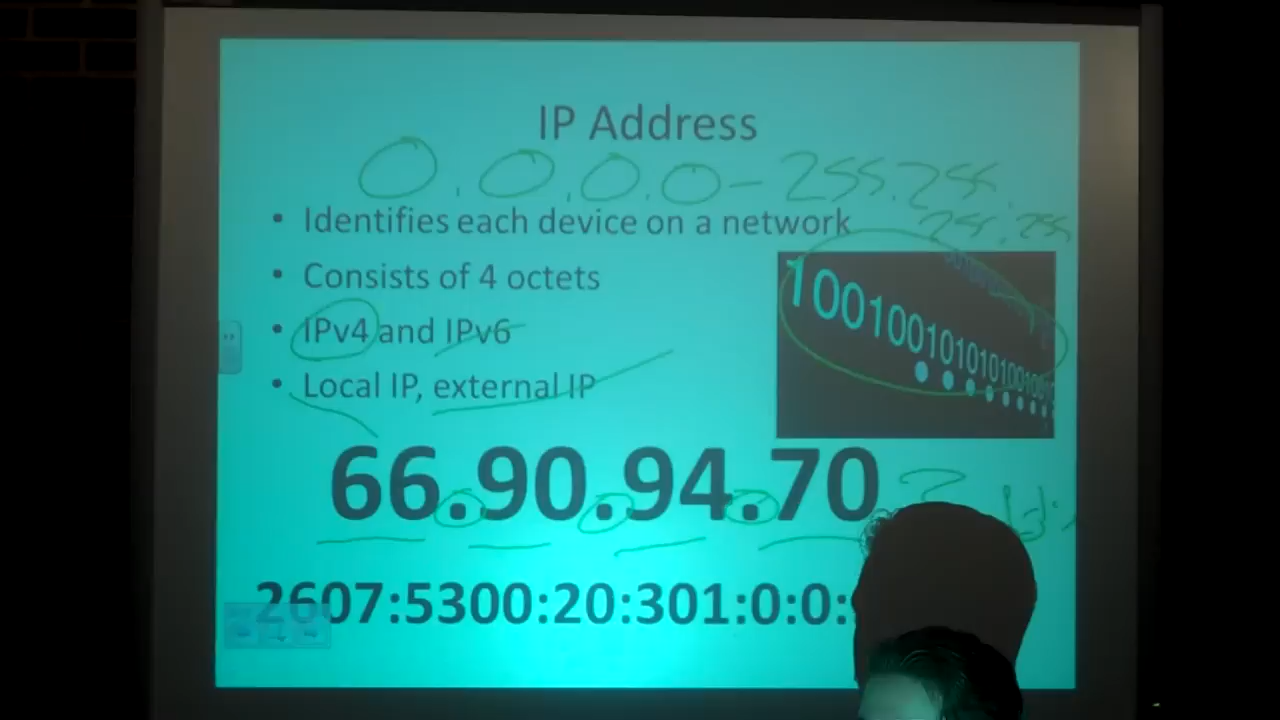 IP Address
0.0.0.0-255.255.
255.255
• Identifies each device on a network
• Consists of 4 octets
• IPv4 and IPv6
• Local IP, external IP
100100101010100100
66.90.94.70 ?
2607:5300:20:301:0:0: